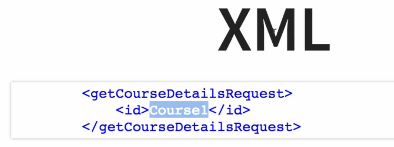 XML
<getCourseDetailsRequest>
<id>Course1</id>
</getCourseDetailsRequest>